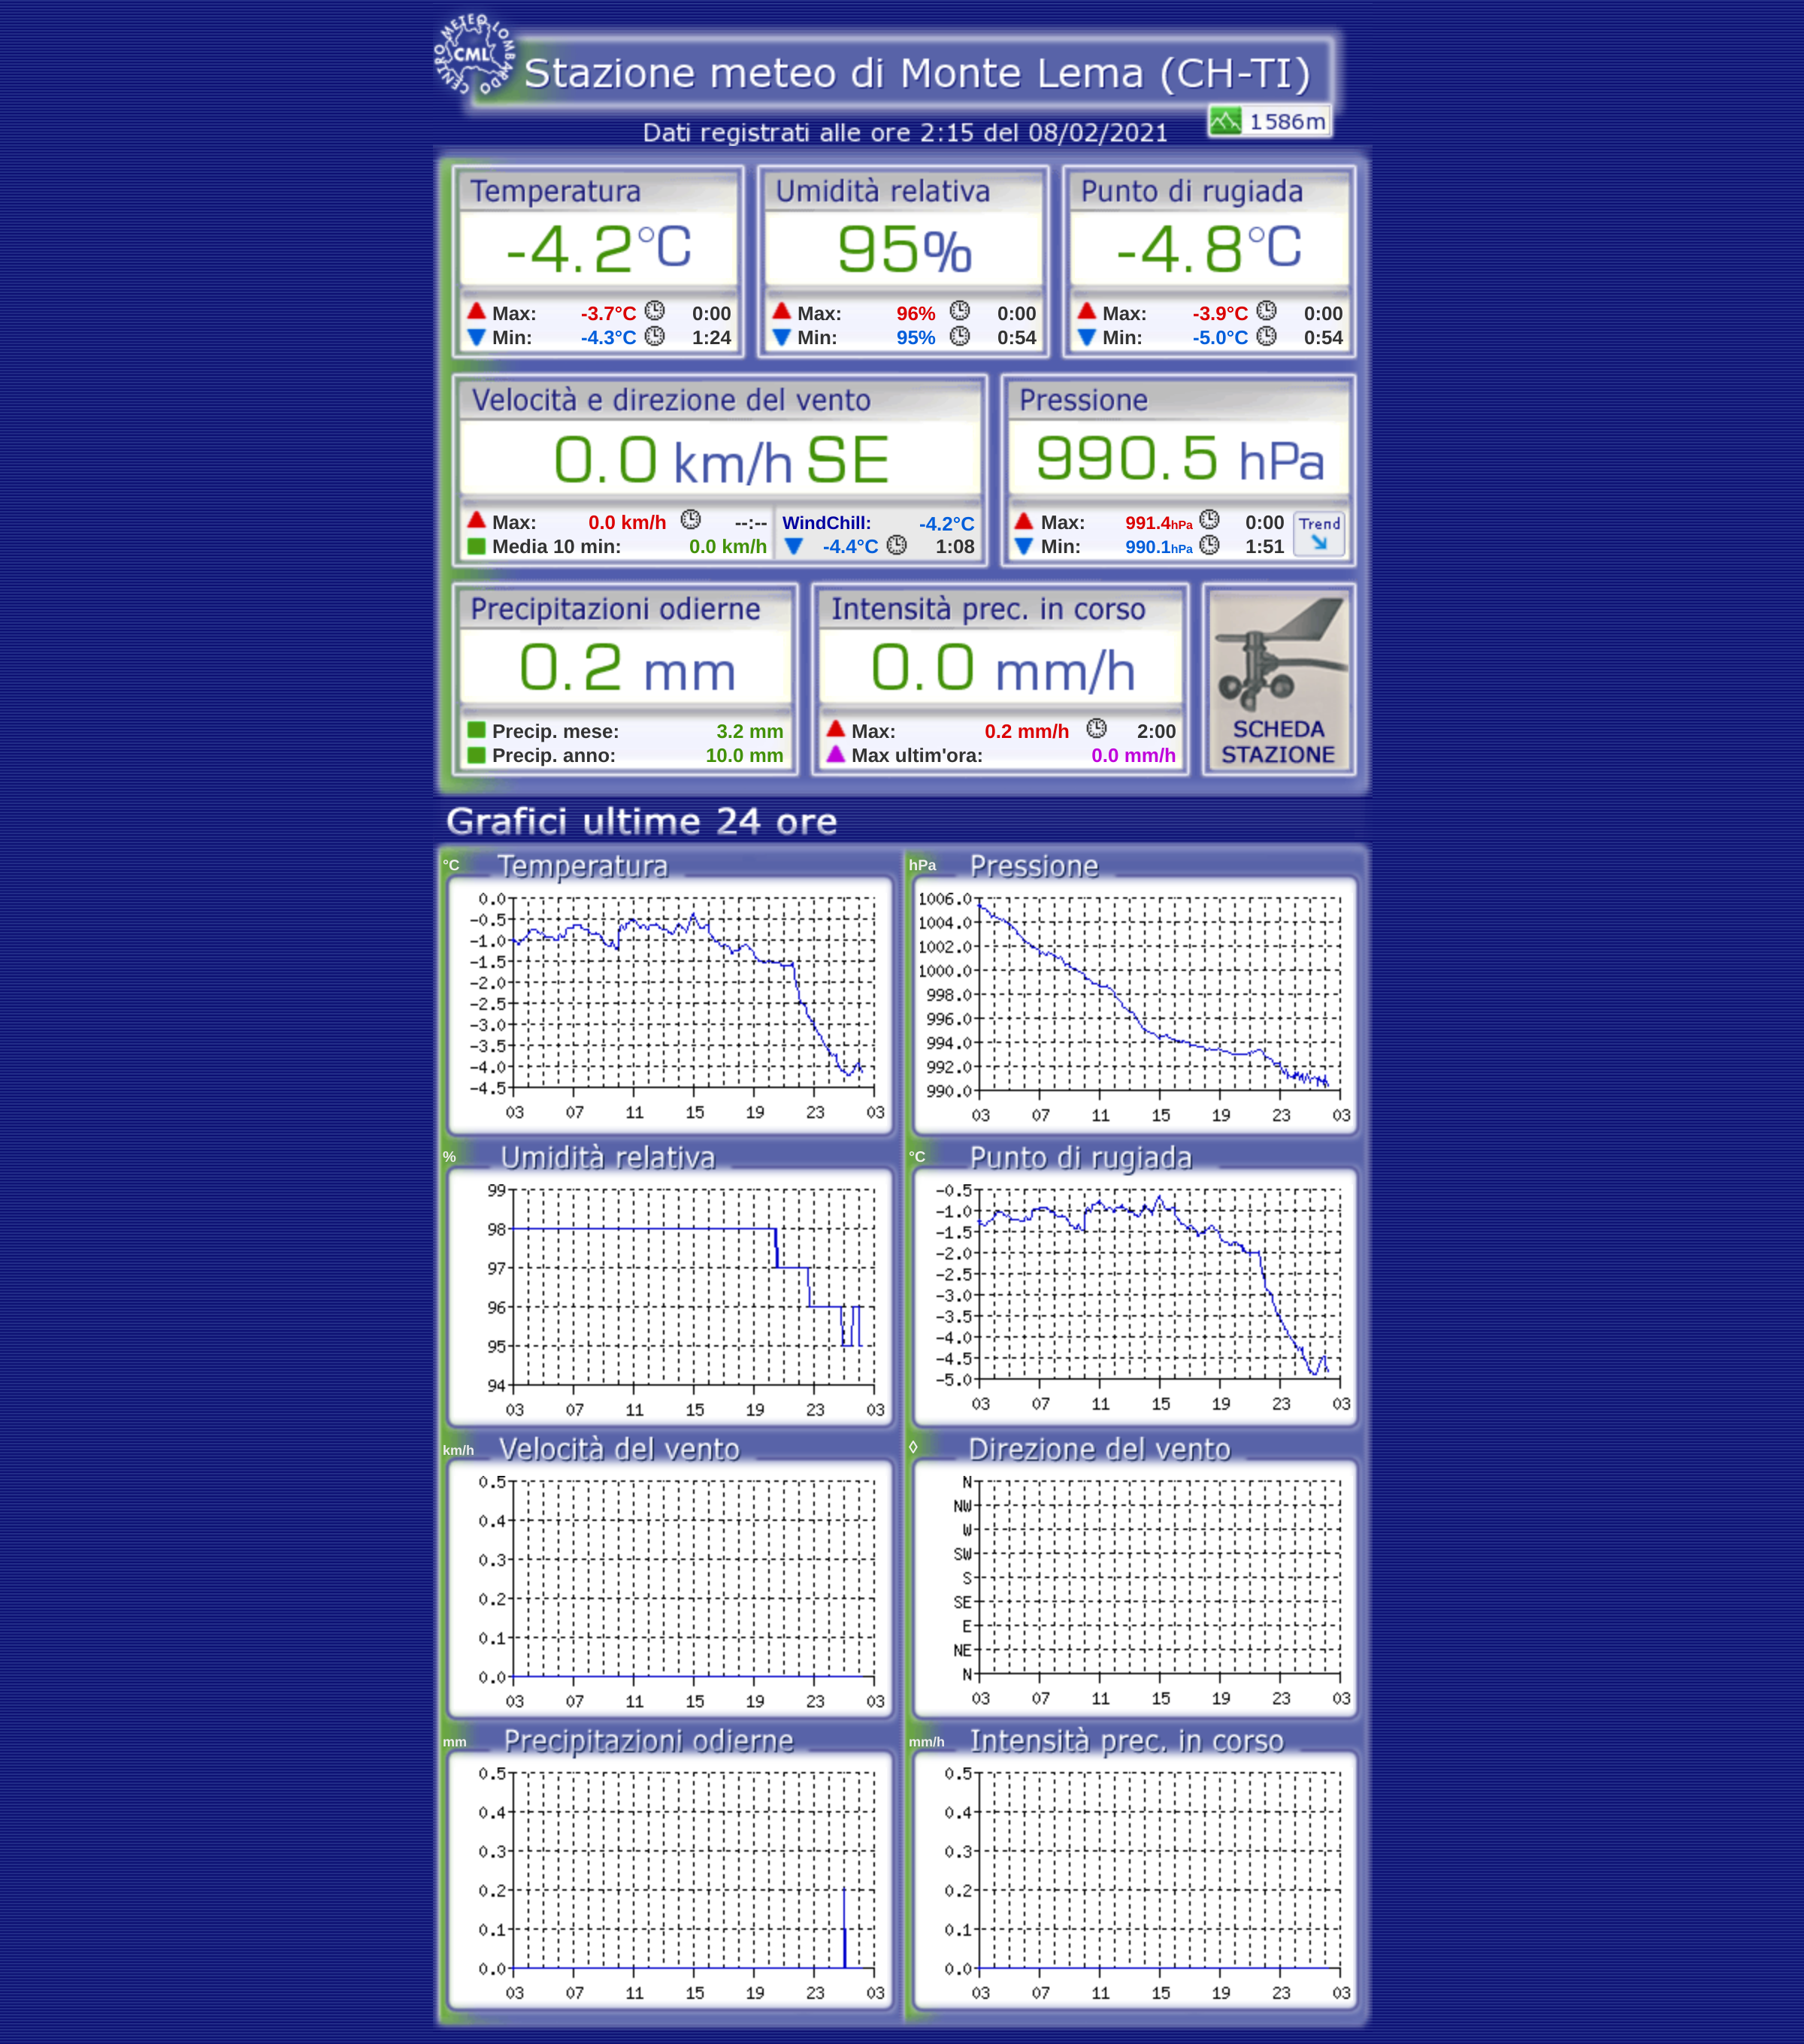 CENTRO METEO LOMBARDO
CML
Stazione meteo di Monte Lema (CH-TI)
1586m
Dati registrati alle ore 2:15 del 08/02/2021
Temperatura Umidità relativa Punto di rugiada
-4.2°C 95% -4.8°C
Max: -3.7°C 0:00 Max: 96% 0:00 Max: -3.9°C 0:00
Min: -4.3°C 1:24 Min: 95% 0:54 Min: -5.0°C 0:54
Velocità e direzione del vento Pressione
0.0 km/h SE 990.5 hPa
Max: 0.0 km/h --:-- WindChill: -4.2°C Max: 991.4hPa 0:00 Trend
Media 10 min: 0.0 km/h -4.4°C 1:08 Min: 990.1hPa 1:51
Precipitazioni odierne Intensità prec. in corso
0.2 mm 0.0 mm/h
Precip. mese: 3.2 mm Max: 0.2 mm/h 2:00 SCHEDA
Precip. anno: 10.0 mm Max ultim'ora: 0.0 mm/h STAZIONE
Grafici ultime 24 ore
°C Temperatura
0.0
-0.5
-1.0
-1.5
-2.0
-2.5
-3.0
-3.5
-4.0
-4.5
03 07 11 15 19 23 03
hPa Pressione
1006.0
1004.0
1002.0
1000.0
998.0
996.0
994.0
992.0
990.0
03 07 11 15 19 23 03
% Umidità relativa
99
98
97
96
95
94
03 07 11 15 19 23 03
°C Punto di rugiada
-0.5
-1.0
-1.5
-2.0
-2.5
-3.0
-3.5
-4.0
-4.5
-5.0
03 07 11 15 19 23 03
km/h Velocità del vento
0.5
0.4
0.3
0.2
0.1
0.0
03 07 11 15 19 23 03
◊ Direzione del vento
N
NW
W
SW
S
SE
E
NE
N
03 07 11 15 19 23 03
mm Precipitazioni odierne
0.5
0.4
0.3
0.2
0.1
0.0
03 07 11 15 19 23 03
mm/h Intensità prec. in corso
0.5
0.4
0.3
0.2
0.1
0.0
03 07 11 15 19 23 03